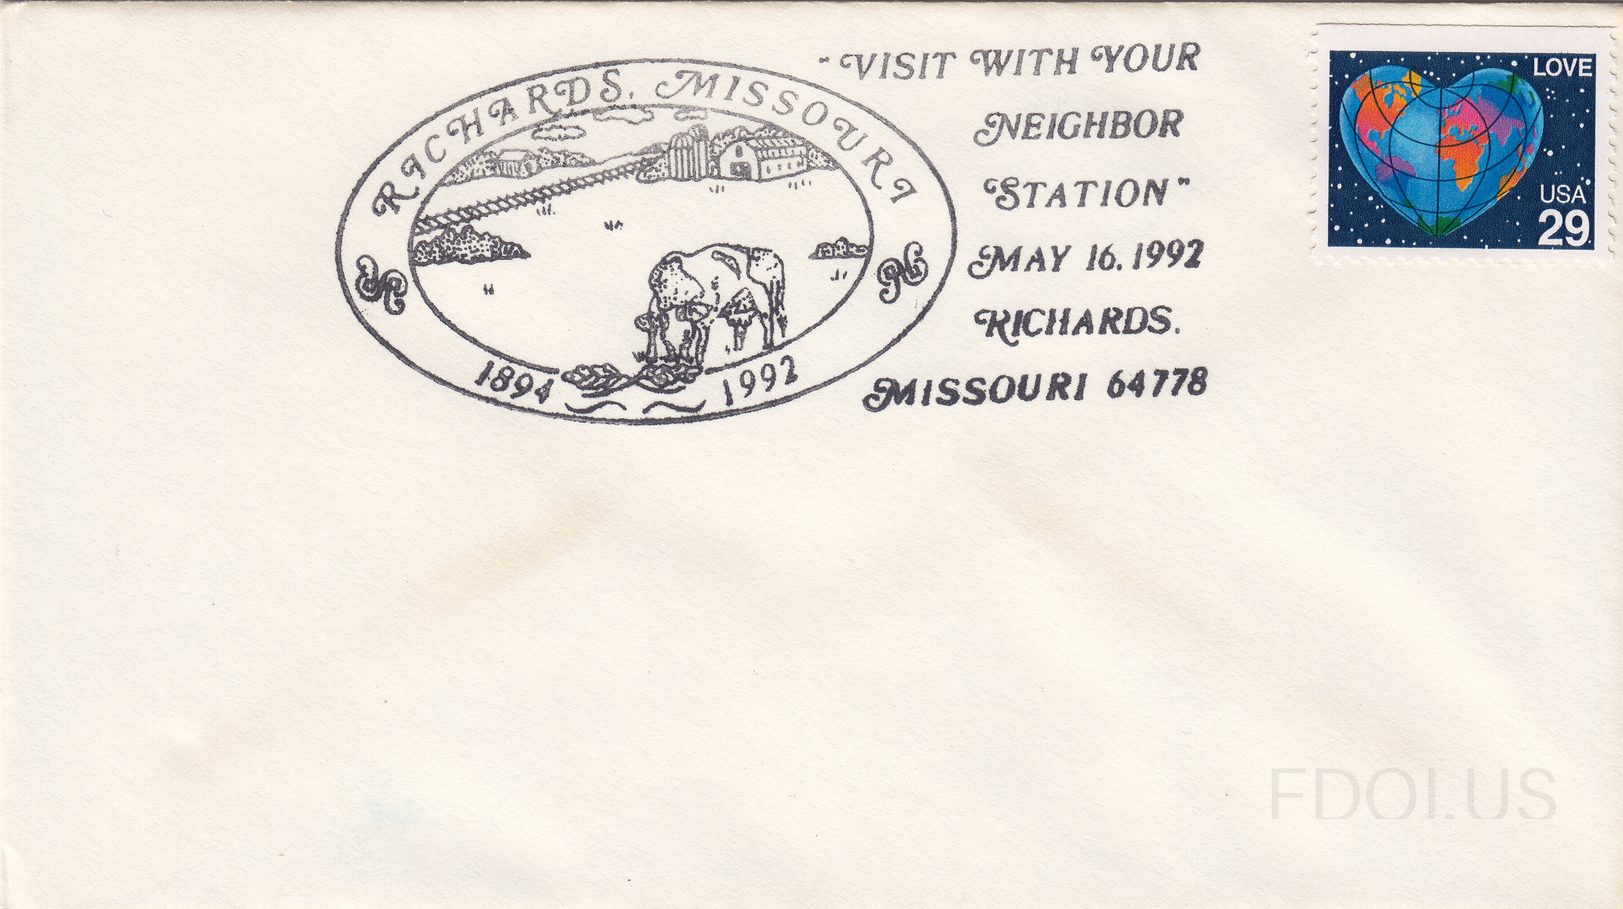 RICHARDS, MISSOURI
1894 1992
"VISIT WITH YOUR
NEIGHBOR
STATION"
MAY 16, 1992
RICHARDS,
MISSOURI 64778
LOVE
USA
29
FDOI.US